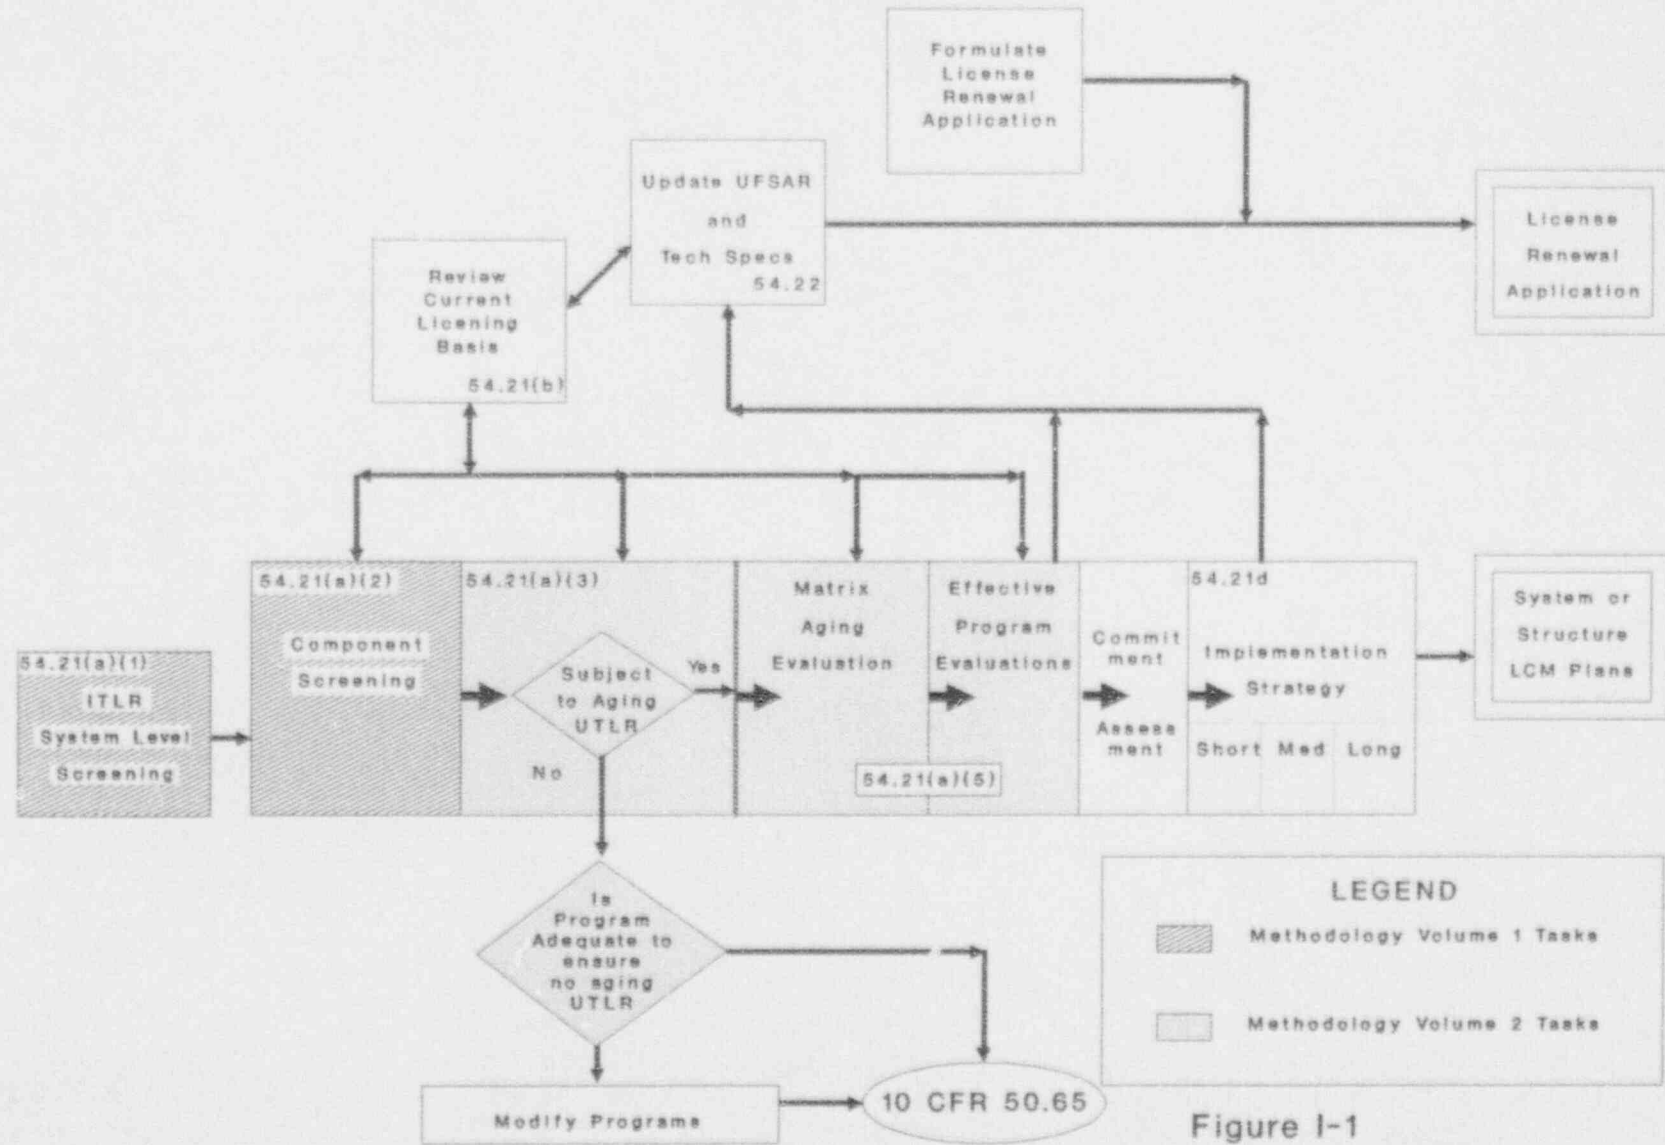 Formulate
License
Renewal
Application
Update UFSAR
and
Tech Specs
54.22
License
Renewal
Application
Review
Current
Licening
Basis
54.21(b)
54.21(a)(1)
ITLR
System Level
Screening
54.21(a)(2)
Component
Screening
54.21(a)(3)
Subject
to Aging
UTLR
Yes
No
Matrix
Aging
Evaluation
Effective
Program
Evaluations
54.21(a)(5)
Commit
ment
Assess
ment
54.21d
Implementation
Strategy
Short Med Long
System or
Structure
LCM Plans
Is
Program
Adequate to
ensure
no aging
UTLR
Modify Programs
10 CFR 50.65
LEGEND
Methodology Volume 1 Tasks
Methodology Volume 2 Tasks
Figure I-1